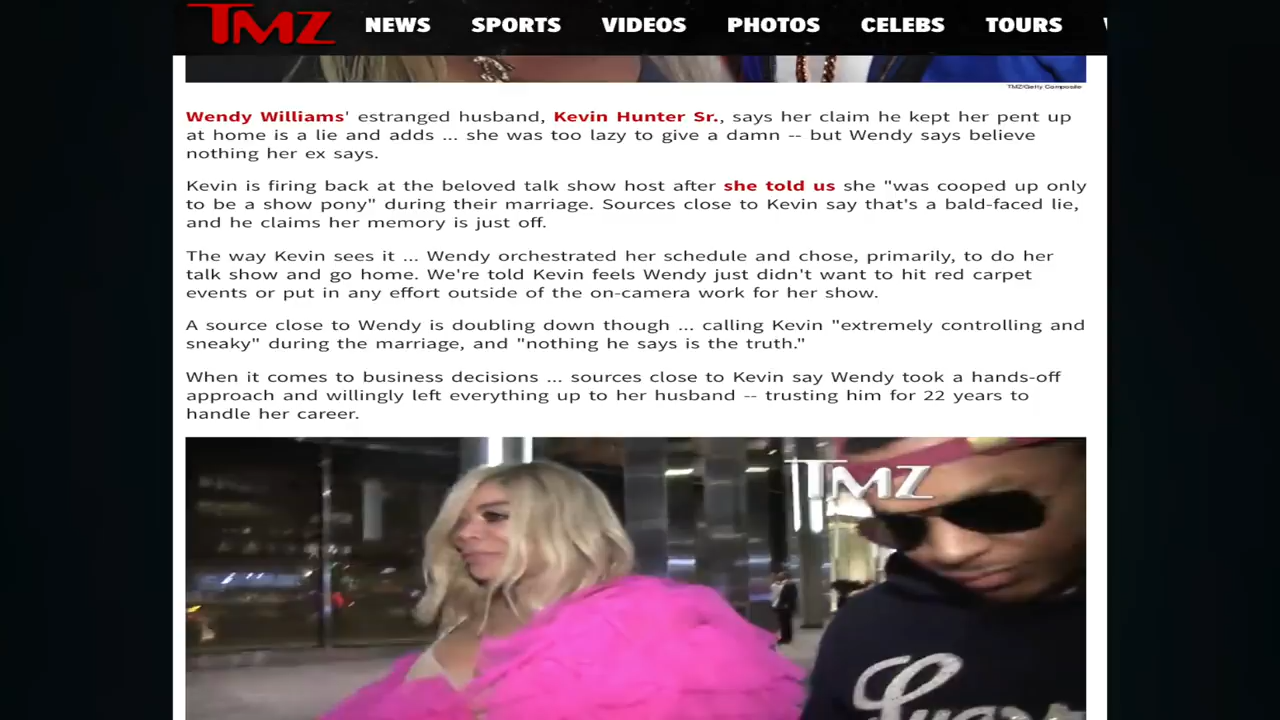 TMZ NEWS SPORTS VIDEOS PHOTOS CELEBS TOURS
TMZ/Getty Composite
Wendy Williams' estranged husband, Kevin Hunter Sr., says her claim he kept her pent up
at home is a lie and adds ... she was too lazy to give a damn -- but Wendy says believe
nothing her ex says.
Kevin is firing back at the beloved talk show host after she told us she "was cooped up only
to be a show pony" during their marriage. Sources close to Kevin say that's a bald-faced lie,
and he claims her memory is just off.
The way Kevin sees it ... Wendy orchestrated her schedule and chose, primarily, to do her
talk show and go home. We're told Kevin feels Wendy just didn't want to hit red carpet
events or put in any effort outside of the on-camera work for her show.
A source close to Wendy is doubling down though ... calling Kevin "extremely controlling and
sneaky" during the marriage, and "nothing he says is the truth."
When it comes to business decisions ... sources close to Kevin say Wendy took a hands-off
approach and willingly left everything up to her husband -- trusting him for 22 years to
handle her career.
TMZ